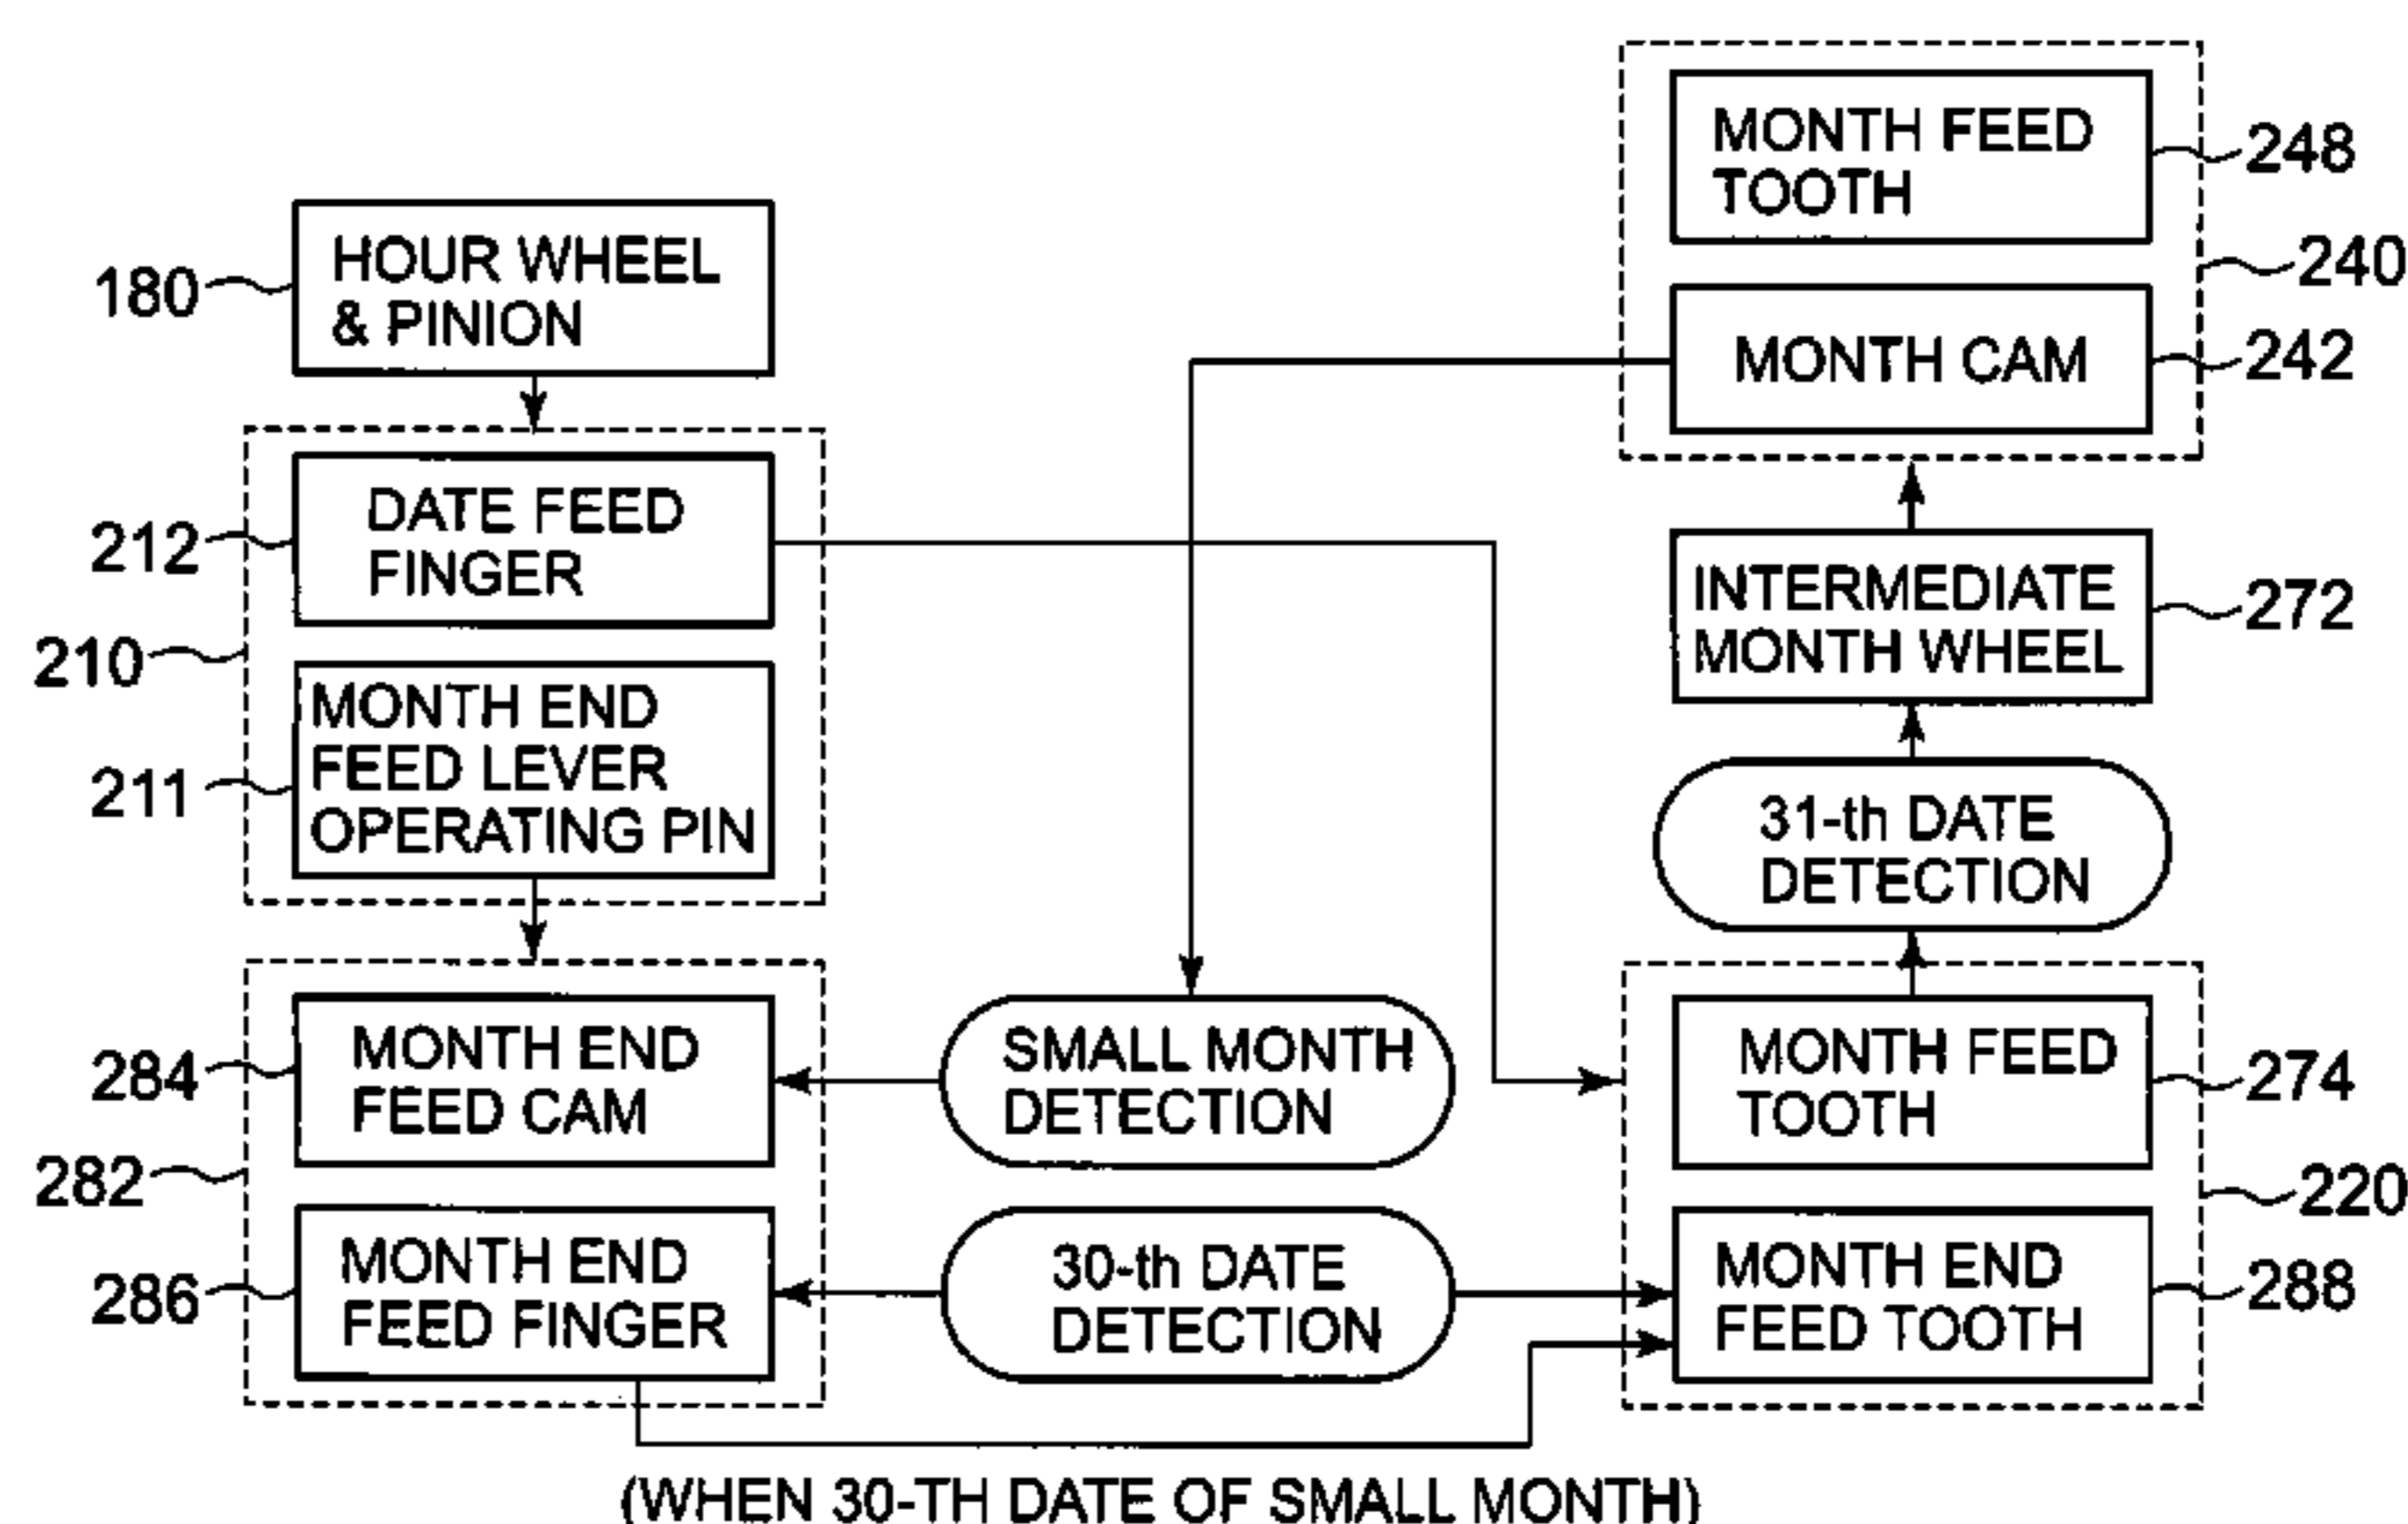 MONTH FEED
TOOTH
248
240
MONTH CAM
242
180
HOUR WHEEL
& PINION
212
DATE FEED
FINGER
210
211
MONTH END
FEED LEVER
OPERATING PIN
INTERMEDIATE
MONTH WHEEL
272
31-th DATE
DETECTION
284
MONTH END
FEED CAM
282
286
MONTH END
FEED FINGER
SMALL MONTH
DETECTION
30-th DATE
DETECTION
MONTH FEED
TOOTH
274
220
MONTH END
FEED TOOTH
288
(WHEN 30-TH DATE OF SMALL MONTH)